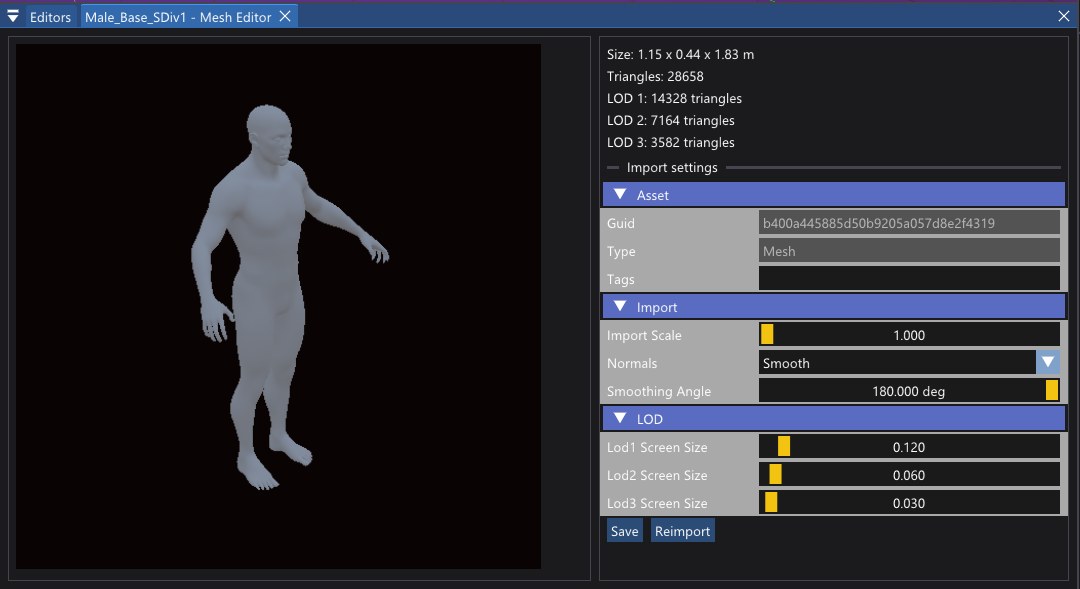 Editors
Male_Base_SDiv1 - Mesh Editor
Size: 1.15 x 0.44 x 1.83 m
Triangles: 28658
LOD 1: 14328 triangles
LOD 2: 7164 triangles
LOD 3: 3582 triangles
Import settings
Asset
Guid b400a445885d50b9205a057d8e2f4319
Type Mesh
Tags
Import
Import Scale 1.000
Normals Smooth
Smoothing Angle 180.000 deg
LOD
Lod1 Screen Size 0.120
Lod2 Screen Size 0.060
Lod3 Screen Size 0.030
Save Reimport